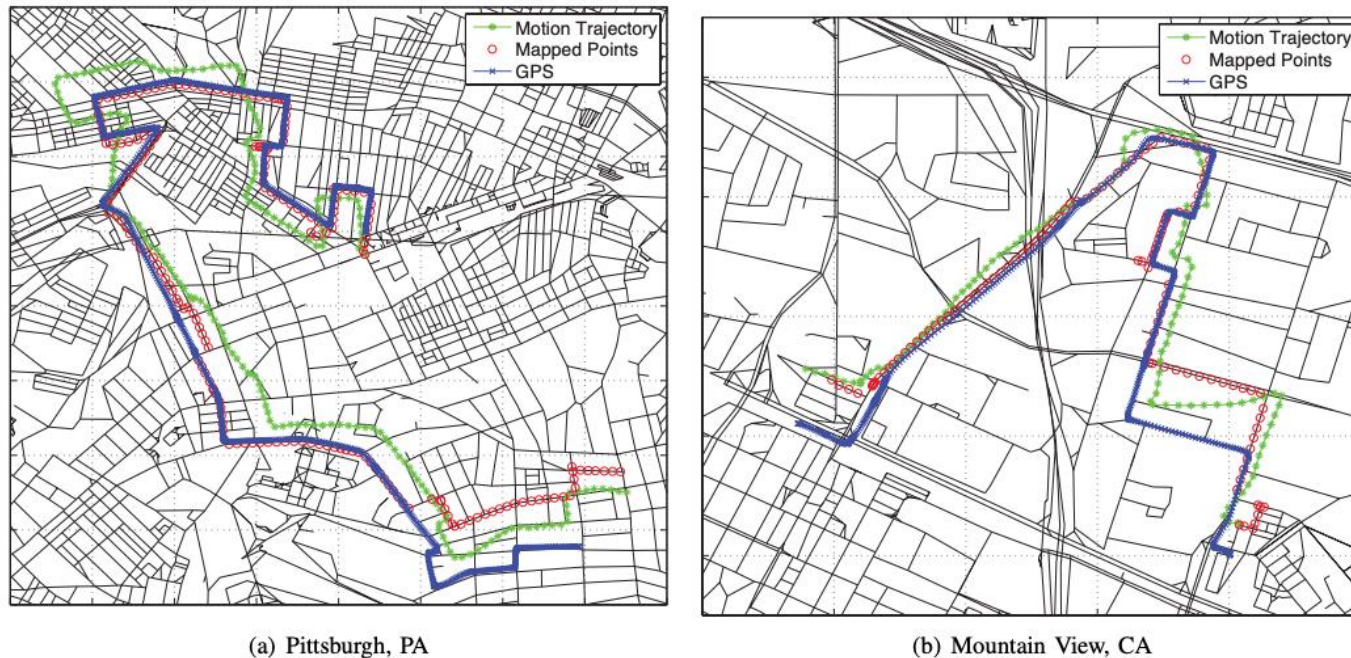 Motion Trajectory
Mapped Points
GPS
Motion Trajectory
Mapped Points
GPS
(a) Pittsburgh, PA
(b) Mountain View, CA